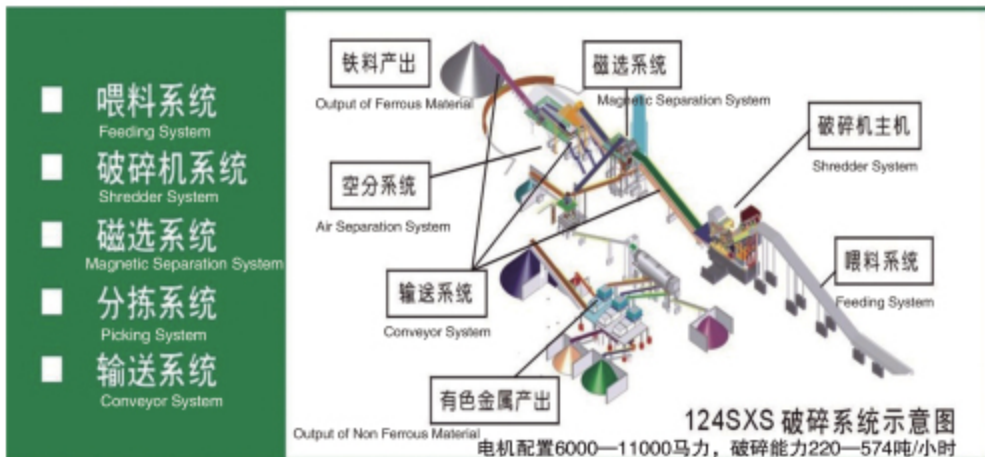 喂料系统
Feeding System
破碎机系统
Shredder System
磁选系统
Magnetic Separation System
分拣系统
Picking System
输送系统
Conveyor System
铁料产出
Output of Ferrous Material
磁选系统
Magnetic Separation System
破碎机主机
Shredder System
空分系统
Air Separation System
喂料系统
Feeding System
输送系统
Conveyor System
有色金属产出
Output of Non Ferrous Material
124SXS 破碎系统示意图
电机配置6000—11000马力，破碎能力220—574吨/小时